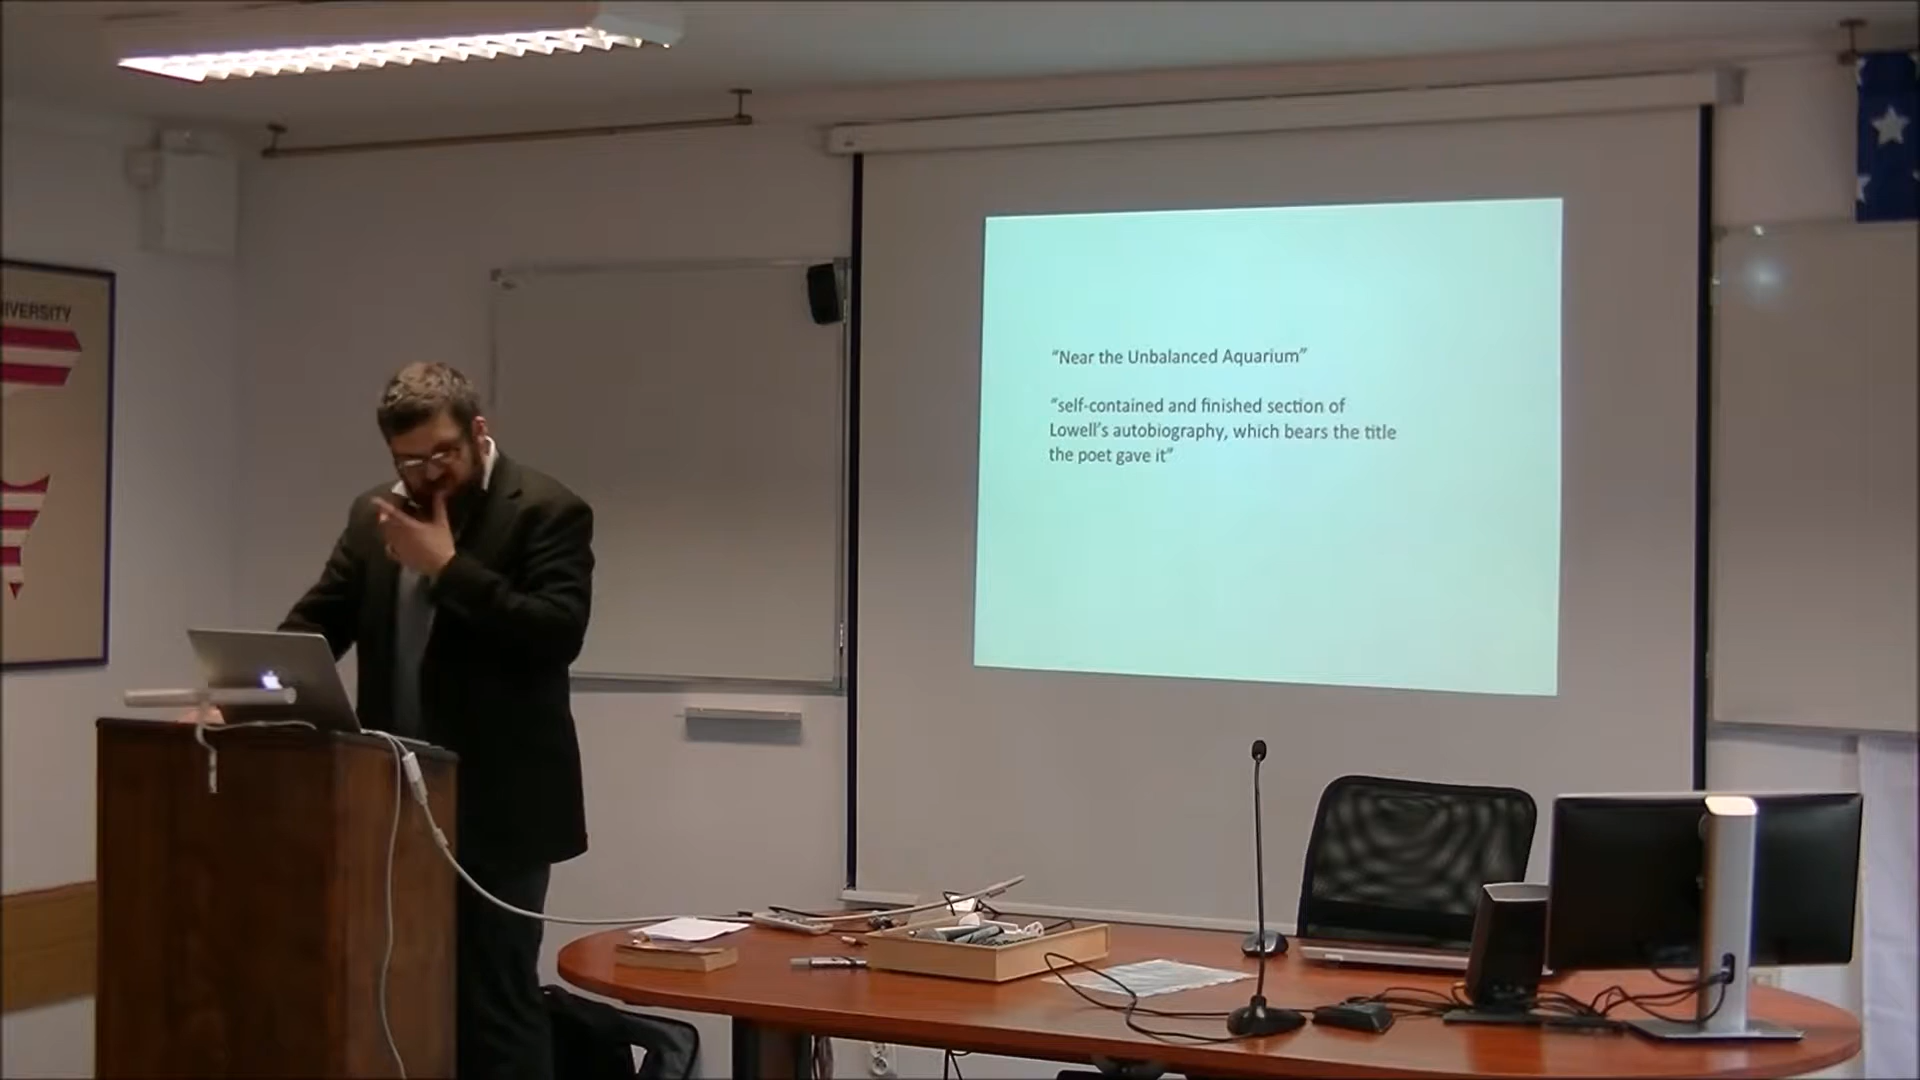 IVERSITY
“Near the Unbalanced Aquarium”
“self-contained and finished section of
Lowell’s autobiography, which bears the title
the poet gave it”